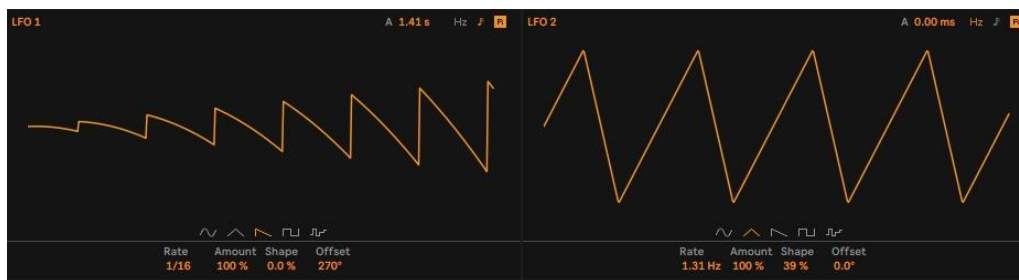 LFO 1 A 1.41 s Hz R
Rate Amount Shape Offset
1/16 100 % 0.0 % 270°
LFO 2 A 0.00 ms Hz R
Rate Amount Shape Offset
1.31 Hz 100 % 39 % 0.0°